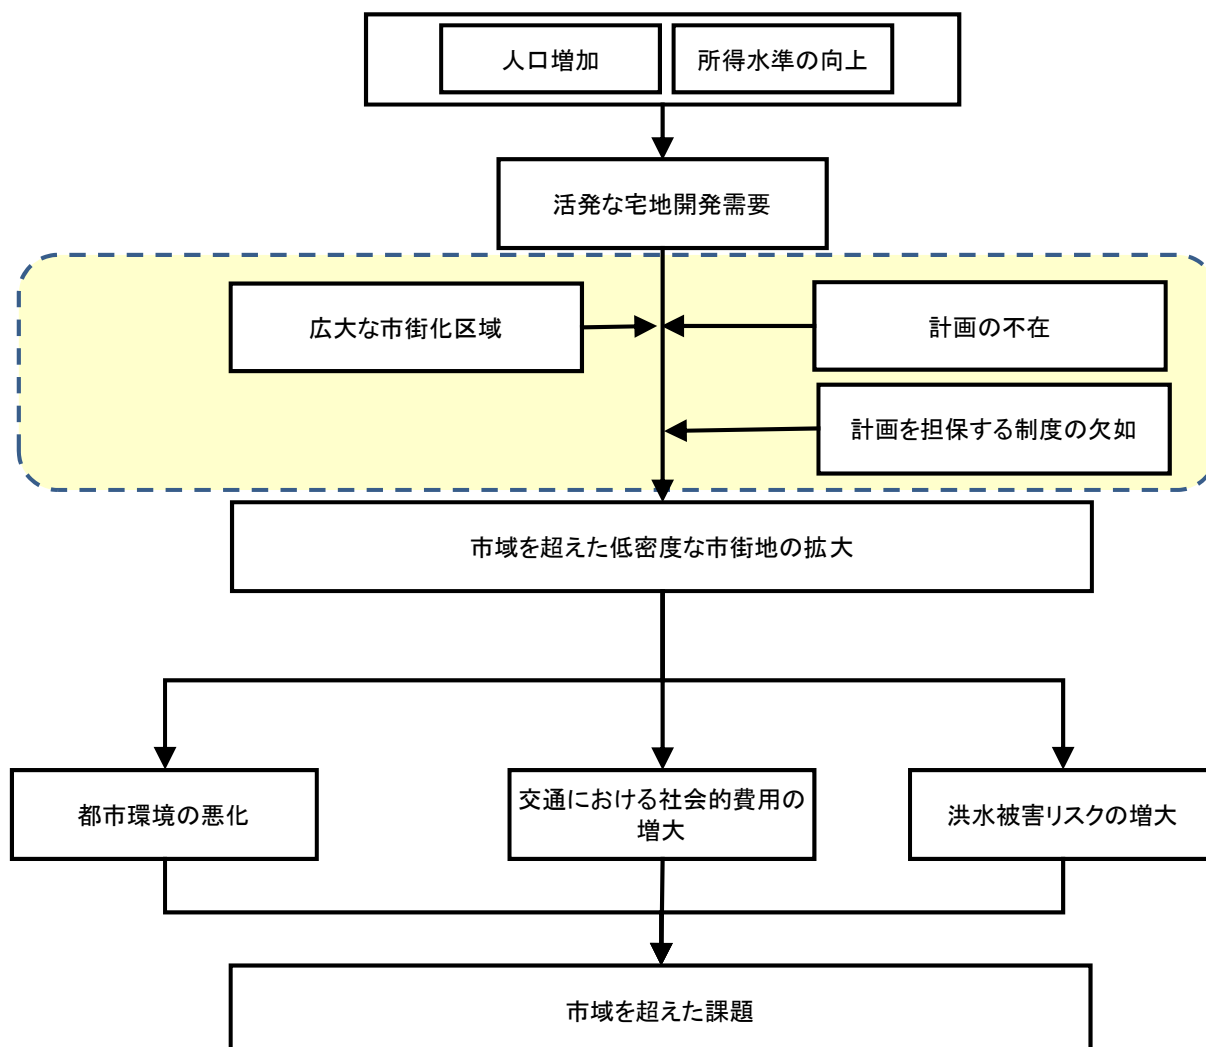 人口増加
所得水準の向上
活発な宅地開発需要
広大な市街化区域
計画の不在
計画を担保する制度の欠如
市域を超えた低密度な市街地の拡大
都市環境の悪化
交通における社会的費用の
増大
洪水被害リスクの増大
市域を超えた課題